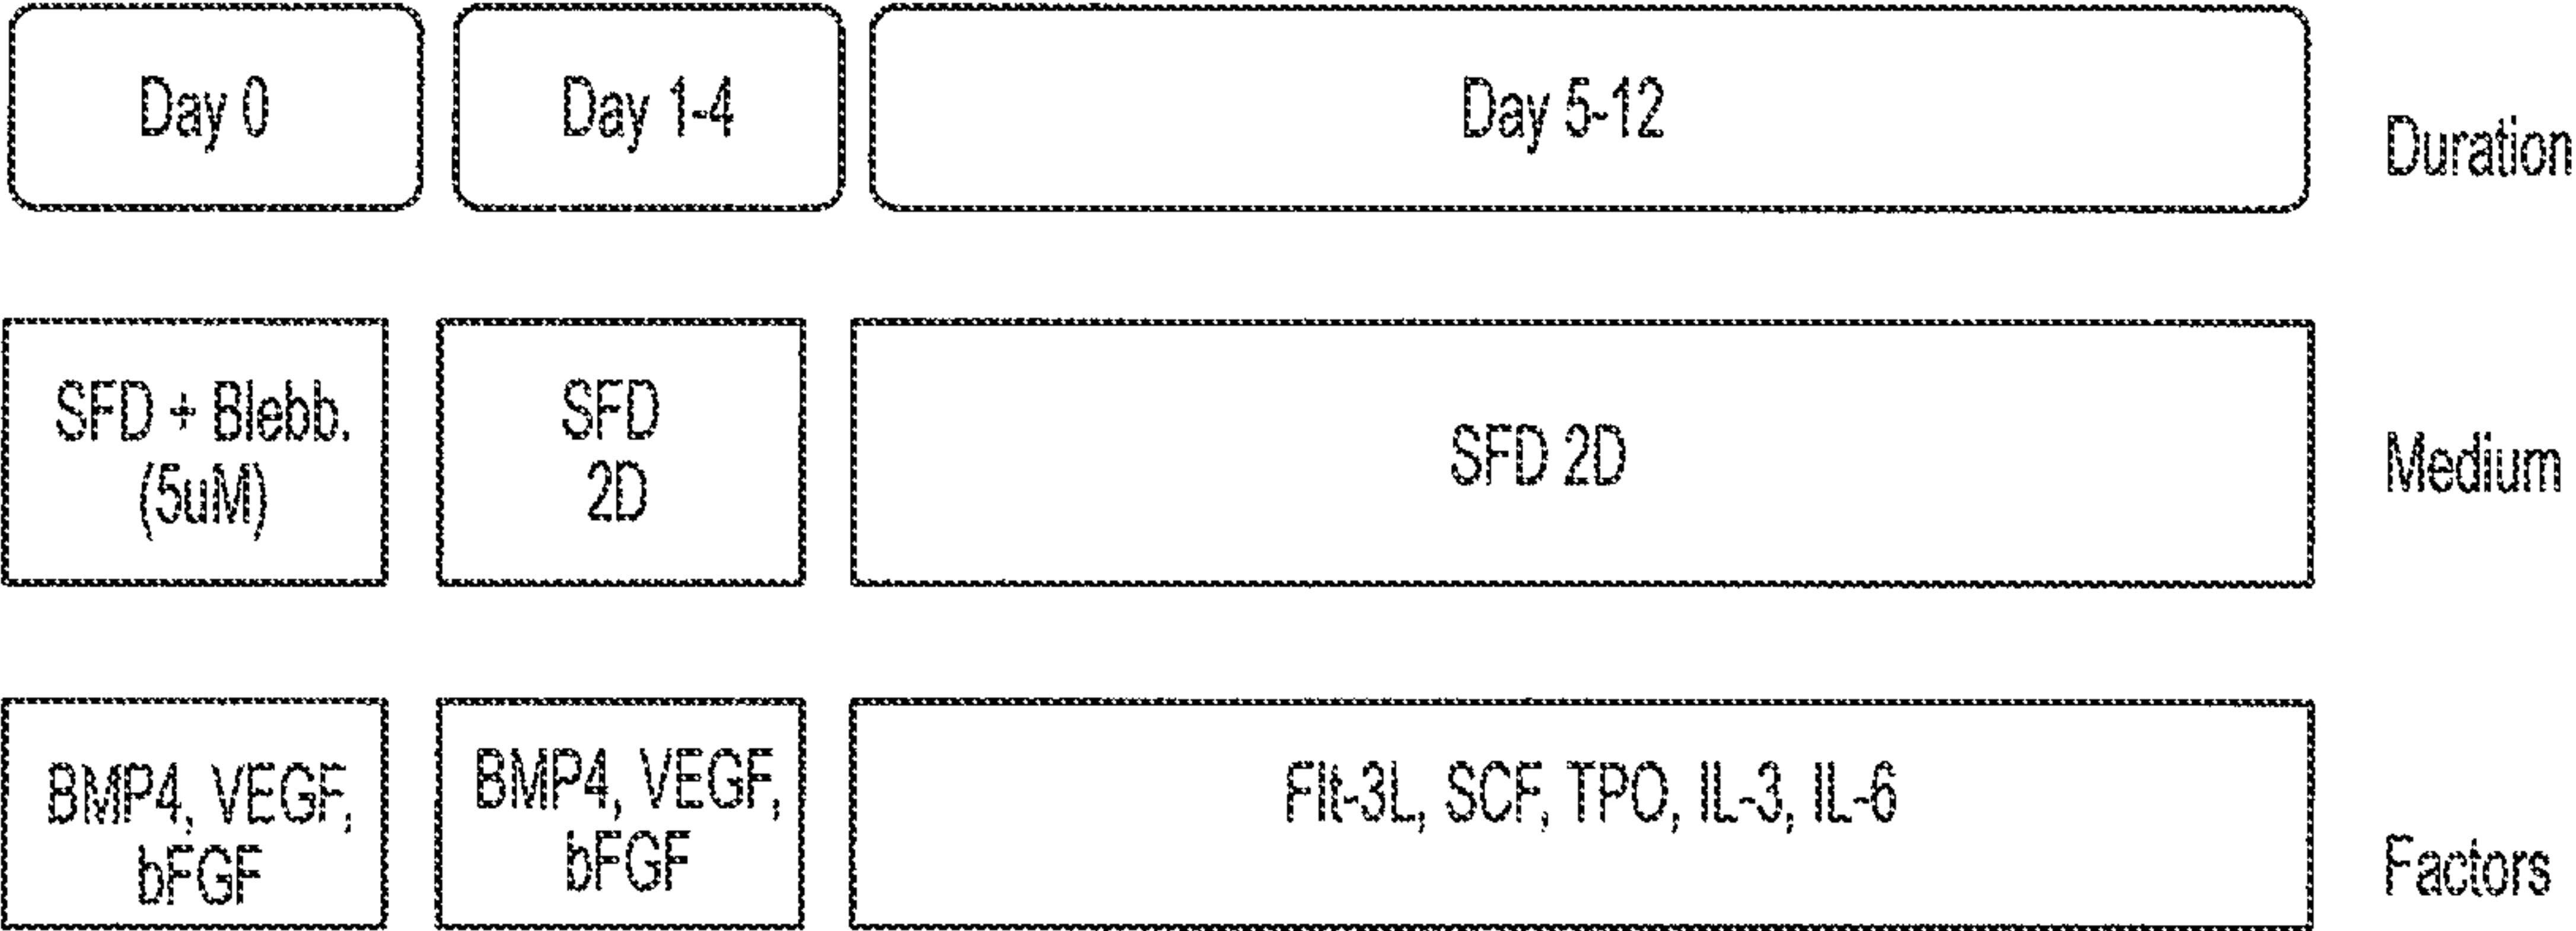 Day 0
Day 1-4
Day 5-12
Duration
SFD + Blebb.
(5uM)
SFD
2D
SFD 2D
Medium
BMP4, VEGF,
bFGF
BMP4, VEGF,
bFGF
Flt-3L, SCF, TPO, IL-3, IL-6
Factors